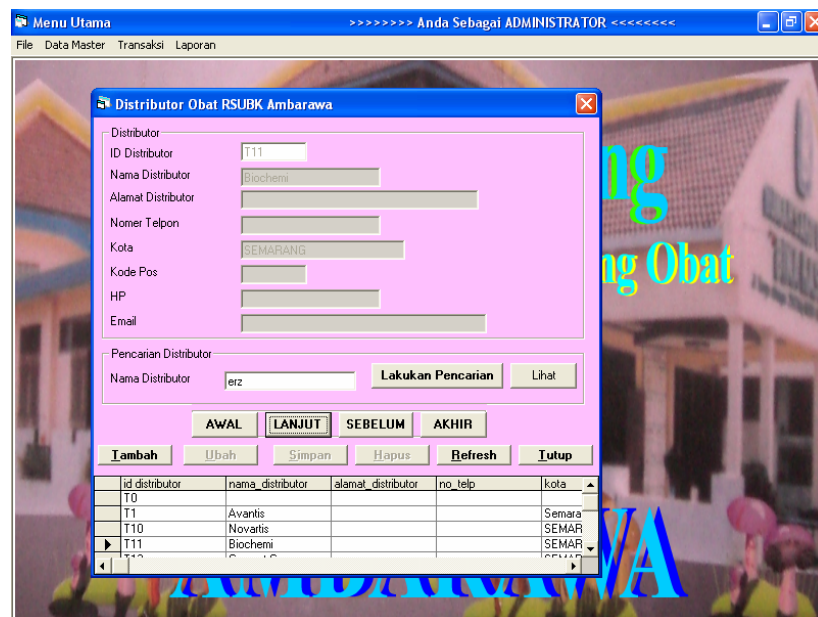 Menu Utama >>>>>>>> Anda Sebagai ADMINISTRATOR <<<<<<<<
File Data Master Transaksi Laporan
Distributor Obat RSUBK Ambarawa
Distributor
ID Distributor T11
Nama Distributor Biochemi
Alamat Distributor
Nomer Telpon
Kota SEMARANG
Kode Pos
HP
Email
Pencarian Distributor
Nama Distributor erz Lakukan Pencarian Lihat
AWAL LANJUT SEBELUM AKHIR
Tambah Ubah Simpan Hapus Refresh Tutup
id distributor nama_distributor alamat_distributor no_telp kota
T0
T1 Avantis Semara
T10 Novartis SEMAR
T11 Biochemi SEMAR
ng Obat
AMBARAWA